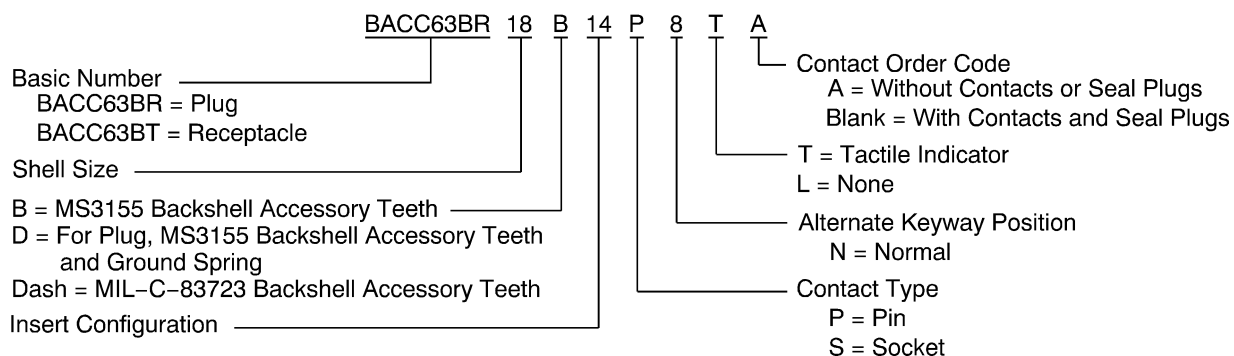 BACC63BR 18 B 14 P 8 T A
Basic Number
BACC63BR = Plug
BACC63BT = Receptacle
Shell Size
B = MS3155 Backshell Accessory Teeth
D = For Plug, MS3155 Backshell Accessory Teeth
and Ground Spring
Dash = MIL-C-83723 Backshell Accessory Teeth
Insert Configuration
Contact Order Code
A = Without Contacts or Seal Plugs
Blank = With Contacts and Seal Plugs
T = Tactile Indicator
L = None
Alternate Keyway Position
N = Normal
Contact Type
P = Pin
S = Socket